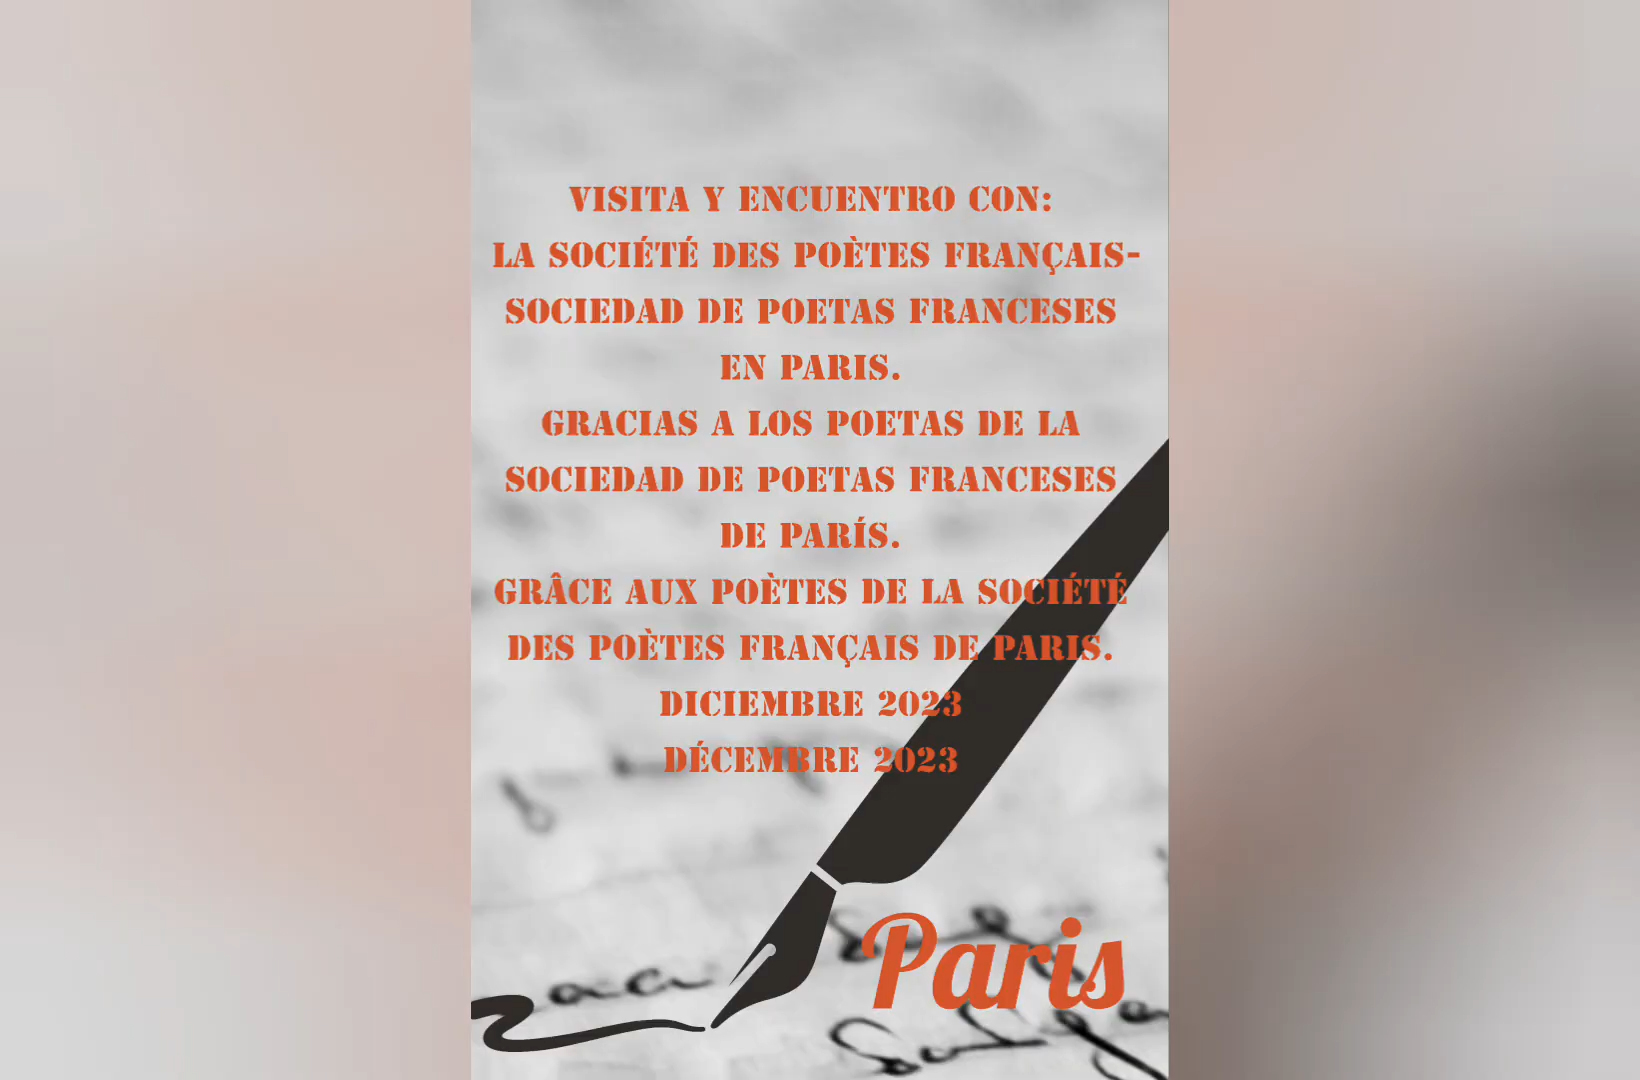 VISITA Y ENCUENTRO CON:
LA SOCIÉTÉ DES POÈTES FRANÇAIS-
SOCIEDAD DE POETAS FRANCESES
EN PARIS.
GRACIAS A LOS POETAS DE LA
SOCIEDAD DE POETAS FRANCESES
DE PARÍS.
GRÂCE AUX POÈTES DE LA SOCIÉTÉ
DES POÈTES FRANÇAIS DE PARIS.
DICIEMBRE 2023
DÉCEMBRE 2023
Paris